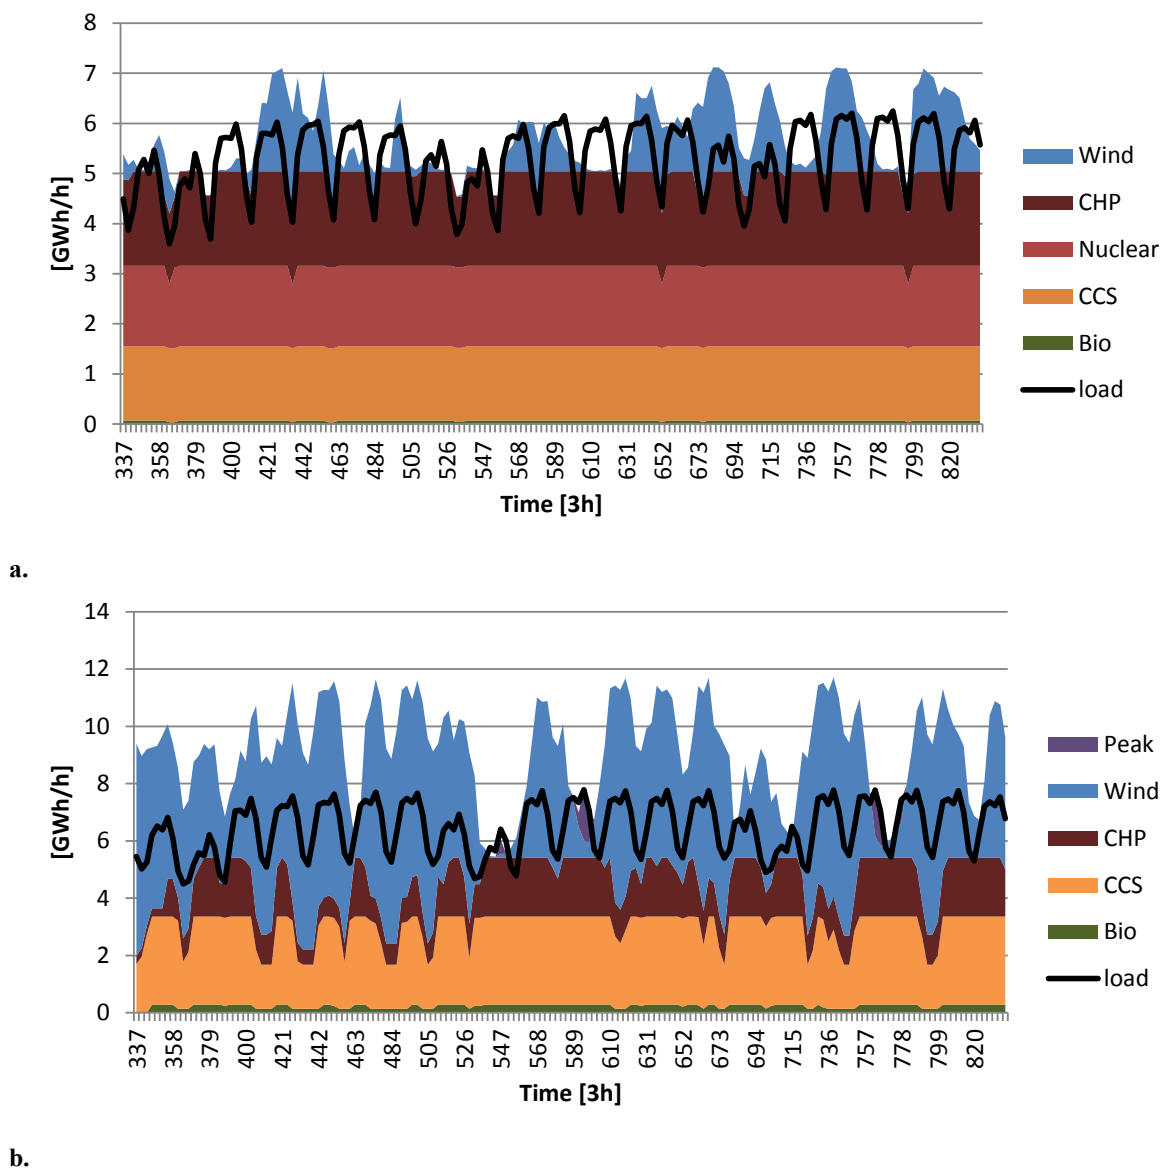 8
7
6
5
4
3
2
1
0
[GWh/h]
337 358 379 400 421 442 463 484 505 526 547 568 589 610 631 652 673 694 715 736 757 778 799 820
Time [3h]
Wind
CHP
Nuclear
CCS
Bio
load
a.
14
12
10
8
6
4
2
0
[GWh/h]
337 358 379 400 421 442 463 484 505 526 547 568 589 610 631 652 673 694 715 736 757 778 799 820
Time [3h]
Peak
Wind
CHP
CCS
Bio
load
b.